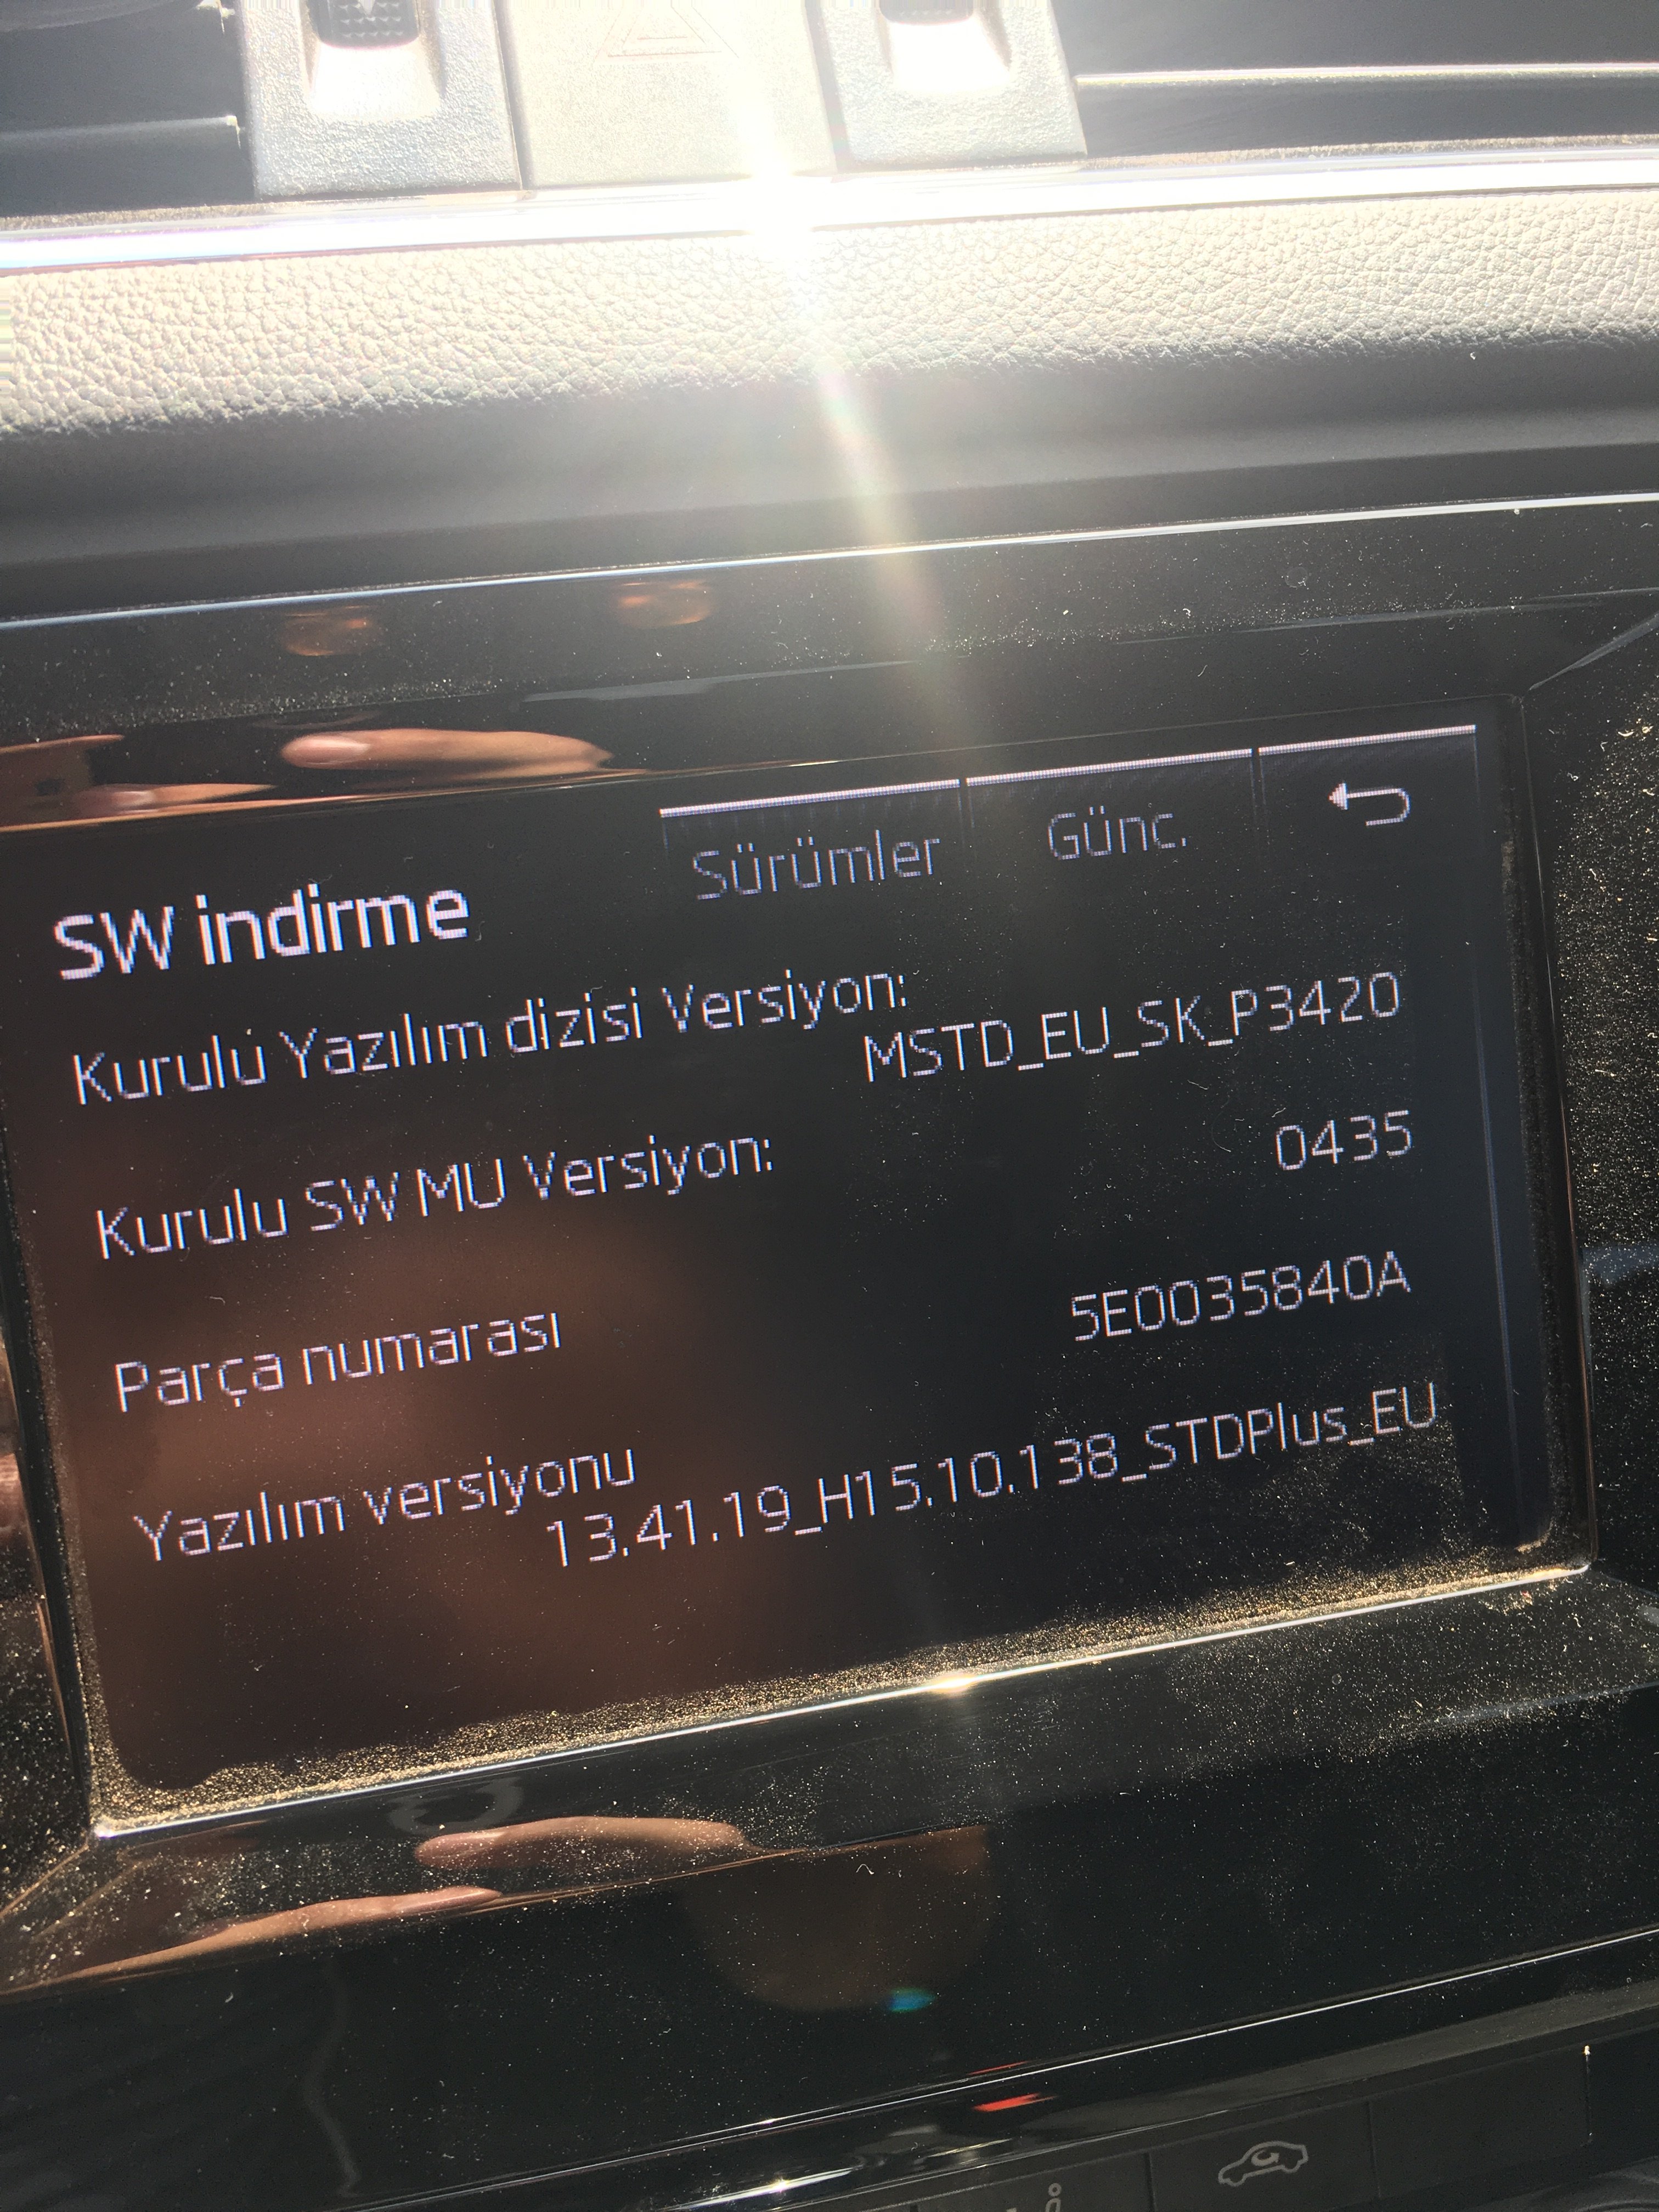 Sürümler Günc.
SW indirme
Kurulu Yazılım dizisi Versiyon:
MSTD_EU_SK_P3420
Kurulu SW MU Versiyon: 0435
Parça numarası 5E0035840A
Yazılım versiyonu
13.41.19_H15.10.138_STDPlus_EU